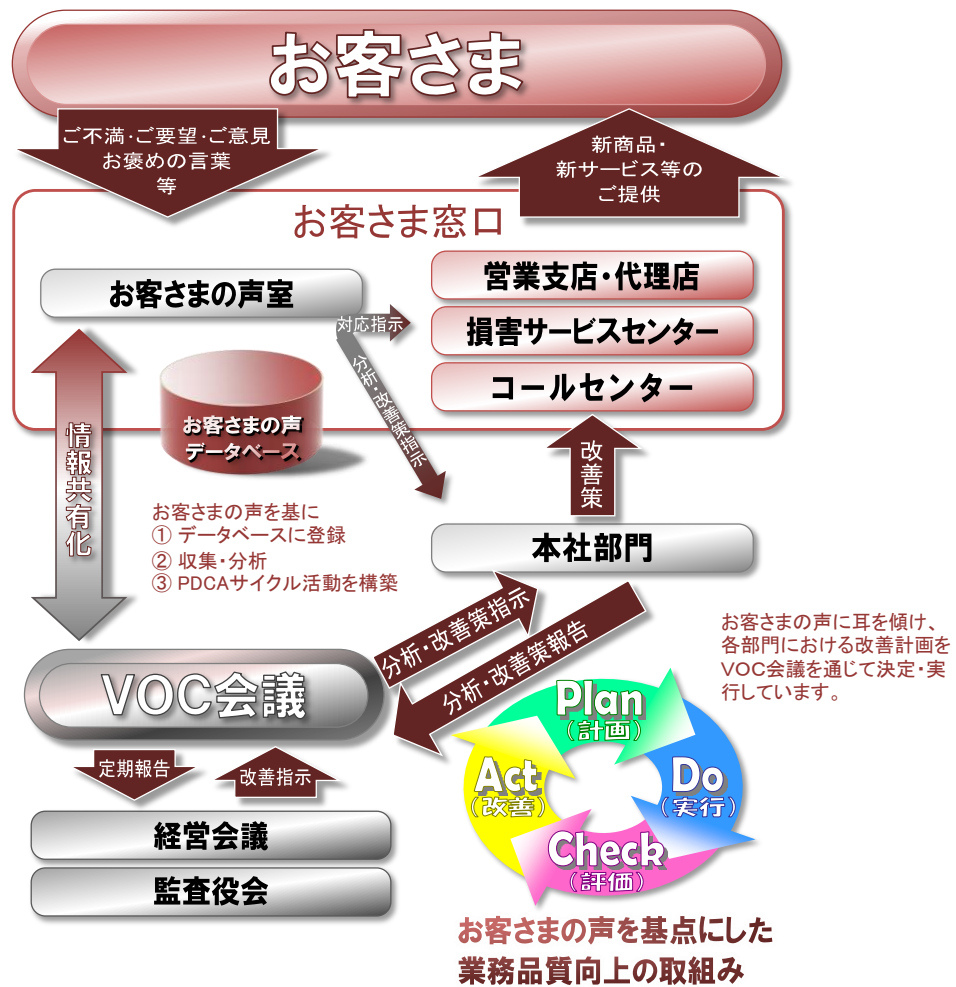 お客さま
ご不満・ご要望・ご意見
お褒めの言葉
等
新商品・
新サービス等の
ご提供
お客さま窓口
お客さまの声室
営業支店・代理店
対応指示
損害サービスセンター
分析・改善策指示
コールセンター
お客さまの声
データベース
情報共有化
改善策
お客さまの声を基に
① データベースに登録
② 収集・分析
③ PDCAサイクル活動を構築
本社部門
分析・改善策指示
分析・改善策報告
お客さまの声に耳を傾け、
各部門における改善計画を
VOC会議を通じて決定・実
行しています。
VOC会議
定期報告
改善指示
経営会議
監査役会
Plan
(計画)
Do
(実行)
Check
(評価)
Act
(改善)
お客さまの声を基点にした
業務品質向上の取組み